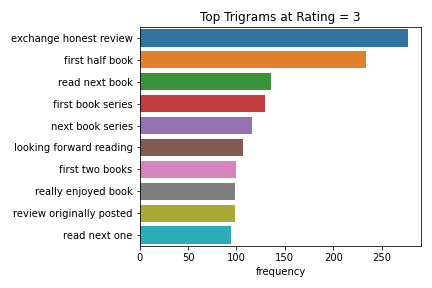 Top Trigrams at Rating = 3
exchange honest review
first half book
read next book
first book series
next book series
looking forward reading
first two books
really enjoyed book
review originally posted
read next one
0 50 100 150 200 250
frequency